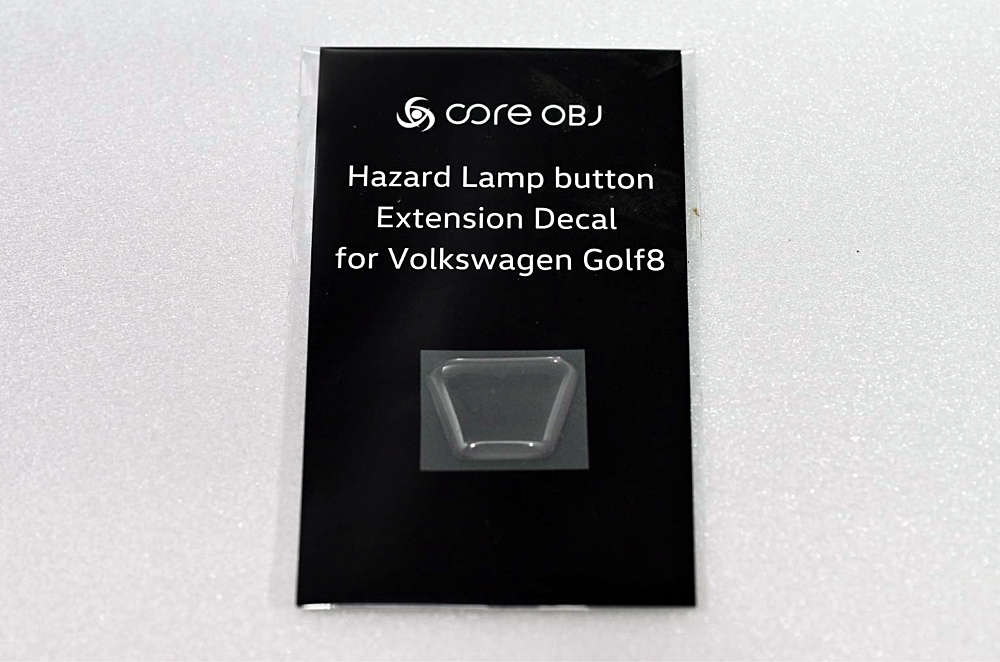 core OBJ
Hazard Lamp button
Extension Decal
for Volkswagen Golf8